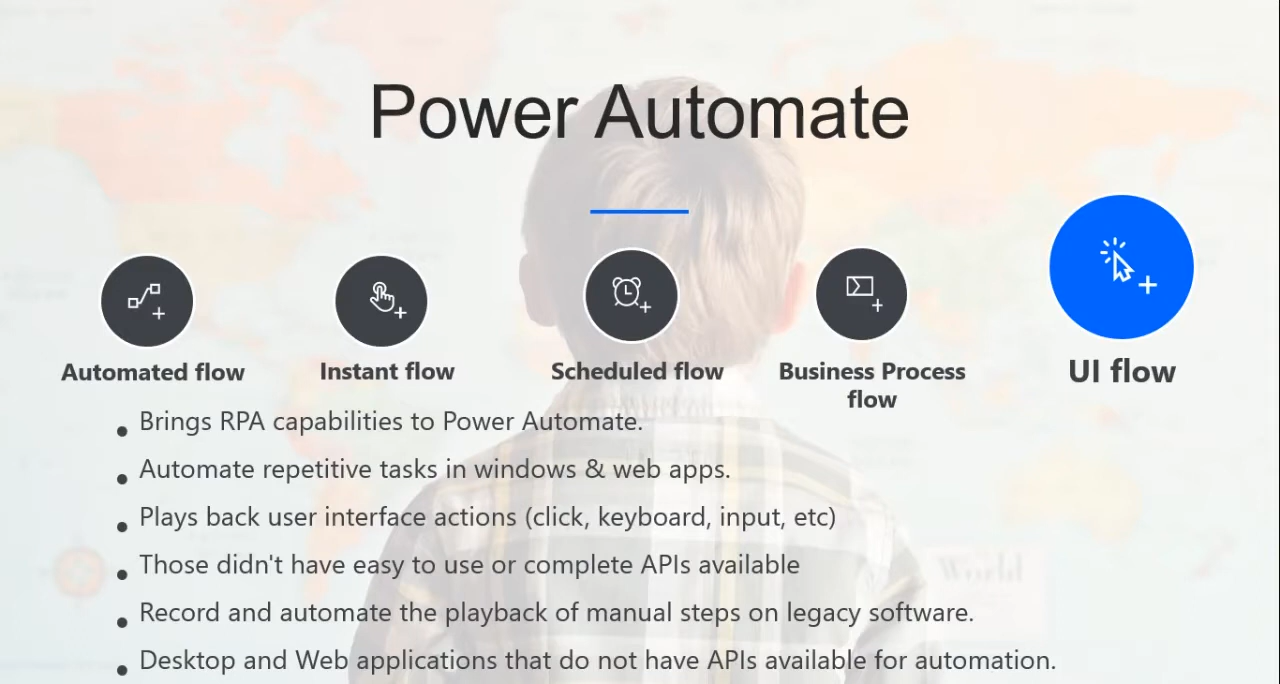 Power Automate
Automated flow
Instant flow
Scheduled flow
Business Process
flow
UI flow
• Brings RPA capabilities to Power Automate.
• Automate repetitive tasks in windows & web apps.
• Plays back user interface actions (click, keyboard, input, etc)
• Those didn't have easy to use or complete APIs available
• Record and automate the playback of manual steps on legacy software.
• Desktop and Web applications that do not have APIs available for automation.
World